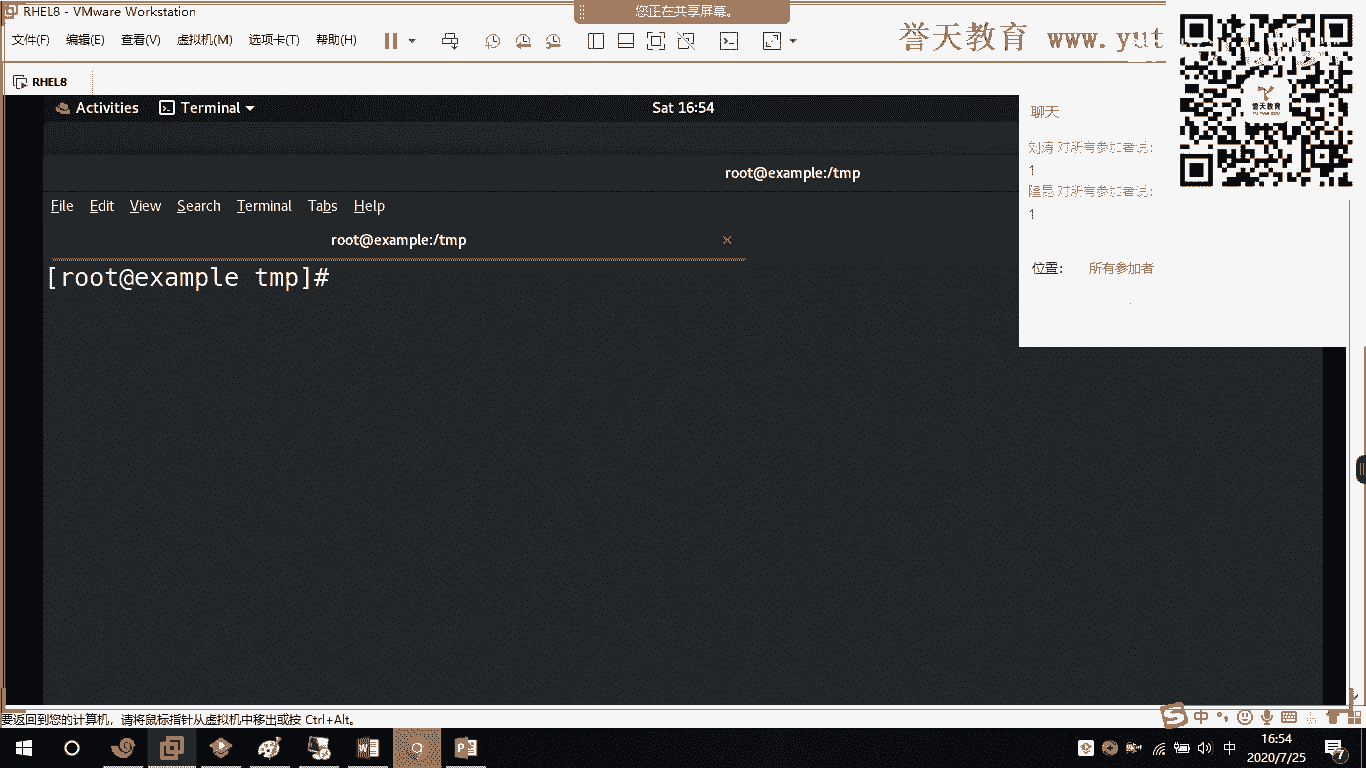 RHEL8 - VMware Workstation
您正在共享屏幕。
文件(F) 编辑(E) 查看(V) 虚拟机(M) 选项卡(T) 帮助(H)
誉天教育 www.yut
RHEL8
誉天教育
Activities Terminal Sat 16:54
聊天
刘涛 对所有参加者说:
1
对所有参加者说:
1
位置: 所有参加者
root@example:/tmp
File Edit View Search Terminal Tabs Help
root@example:/tmp ×
[root@example tmp]#
要返回到您的计算机，请将鼠标指针从虚拟机中移出或按 Ctrl+Alt。
中
中
16:54
2020/7/25
7